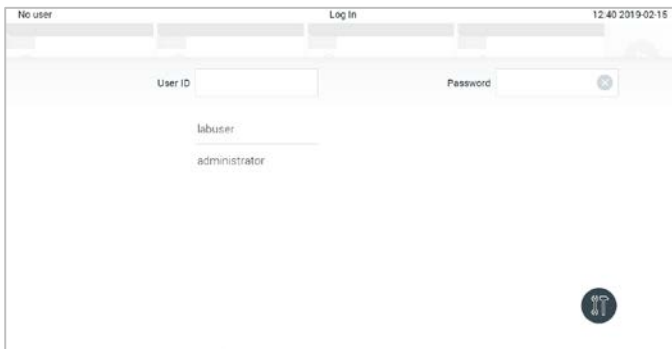 No user Log In 12:40 2019-02-15
User ID Password
labuser
administrator